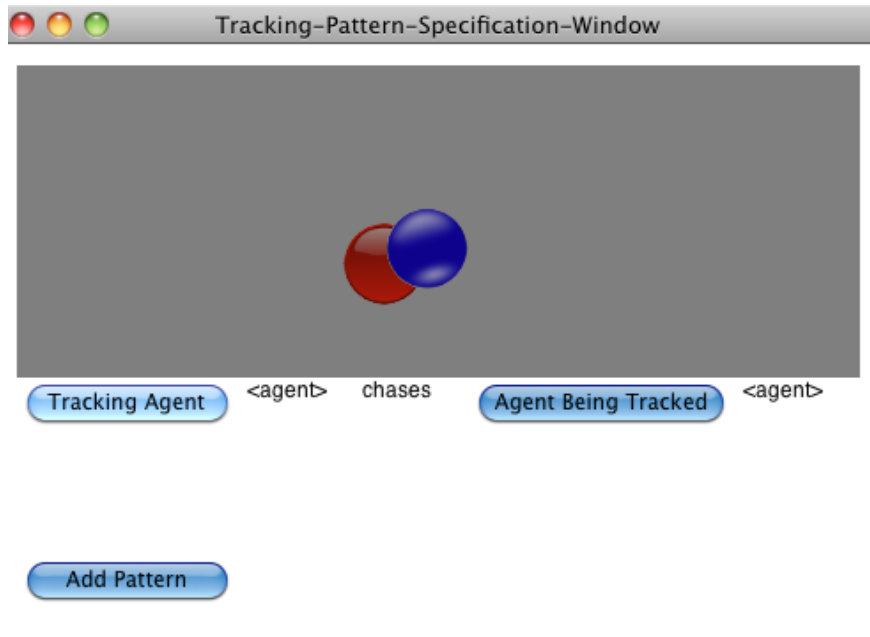 Tracking-Pattern-Specification-Window
Tracking Agent <agent> chases Agent Being Tracked <agent>
Add Pattern